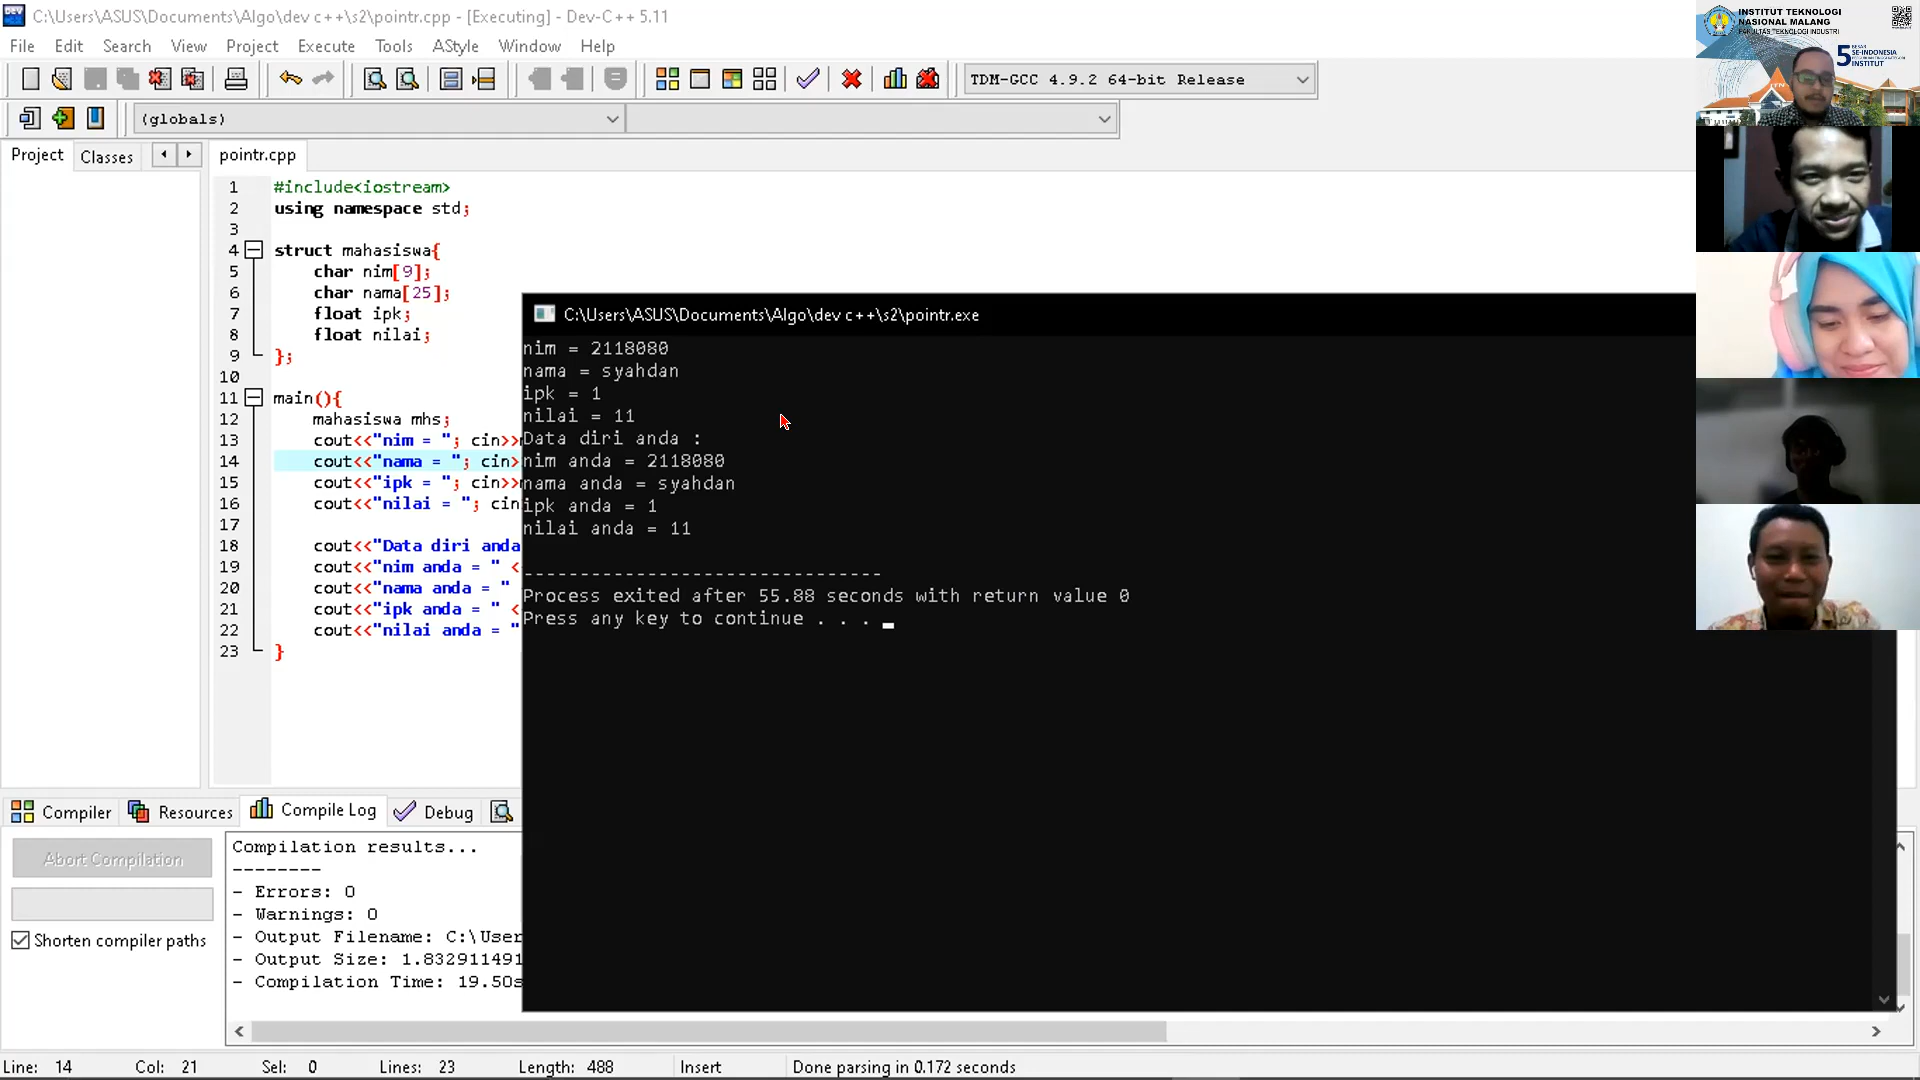 C:\Users\ASUS\Documents\Algo\dev c++\s2\pointr.cpp - [Executing] - Dev-C++ 5.11
File Edit Search View Project Execute Tools AStyle Window Help
TDM-GCC 4.9.2 64-bit Release
(globals)
Project Classes
pointr.cpp
1 #include<iostream>
2 using namespace std;
3
4 struct mahasiswa{
5 char nim[9];
6 char nama[25];
7 float ipk;
8 float nilai;
9 };
10
11 main(){
12 mahasiswa mhs;
13 cout<<"nim = "; cin>>
14 cout<<"nama = "; cin>
15 cout<<"ipk = "; cin>>
16 cout<<"nilai = "; cin
17
18 cout<<"Data diri anda
19 cout<<"nim anda = " <
20 cout<<"nama anda = "
21 cout<<"ipk anda = " <
22 cout<<"nilai anda = "
23 }
C:\Users\ASUS\Documents\Algo\dev c++\s2\pointr.exe
nim = 2118080
nama = syahdan
ipk = 1
nilai = 11
Data diri anda :
nim anda = 2118080
nama anda = syahdan
ipk anda = 1
nilai anda = 11
--------------------------------
Process exited after 55.88 seconds with return value 0
Press any key to continue . . .
INSTITUT TEKNOLOGI
NASIONAL MALANG
FAKULTAS TEKNOLOGI INDUSTRI
5 BESAR
SE-INDONESIA
INSTITUT
Compiler Resources Compile Log Debug
Abort Compilation
Shorten compiler paths
Compilation results...
--------
- Errors: 0
- Warnings: 0
- Output Filename: C:\User
- Output Size: 1.832911491
- Compilation Time: 19.50s
Line: 14 Col: 21 Sel: 0 Lines: 23 Length: 488 Insert Done parsing in 0.172 seconds